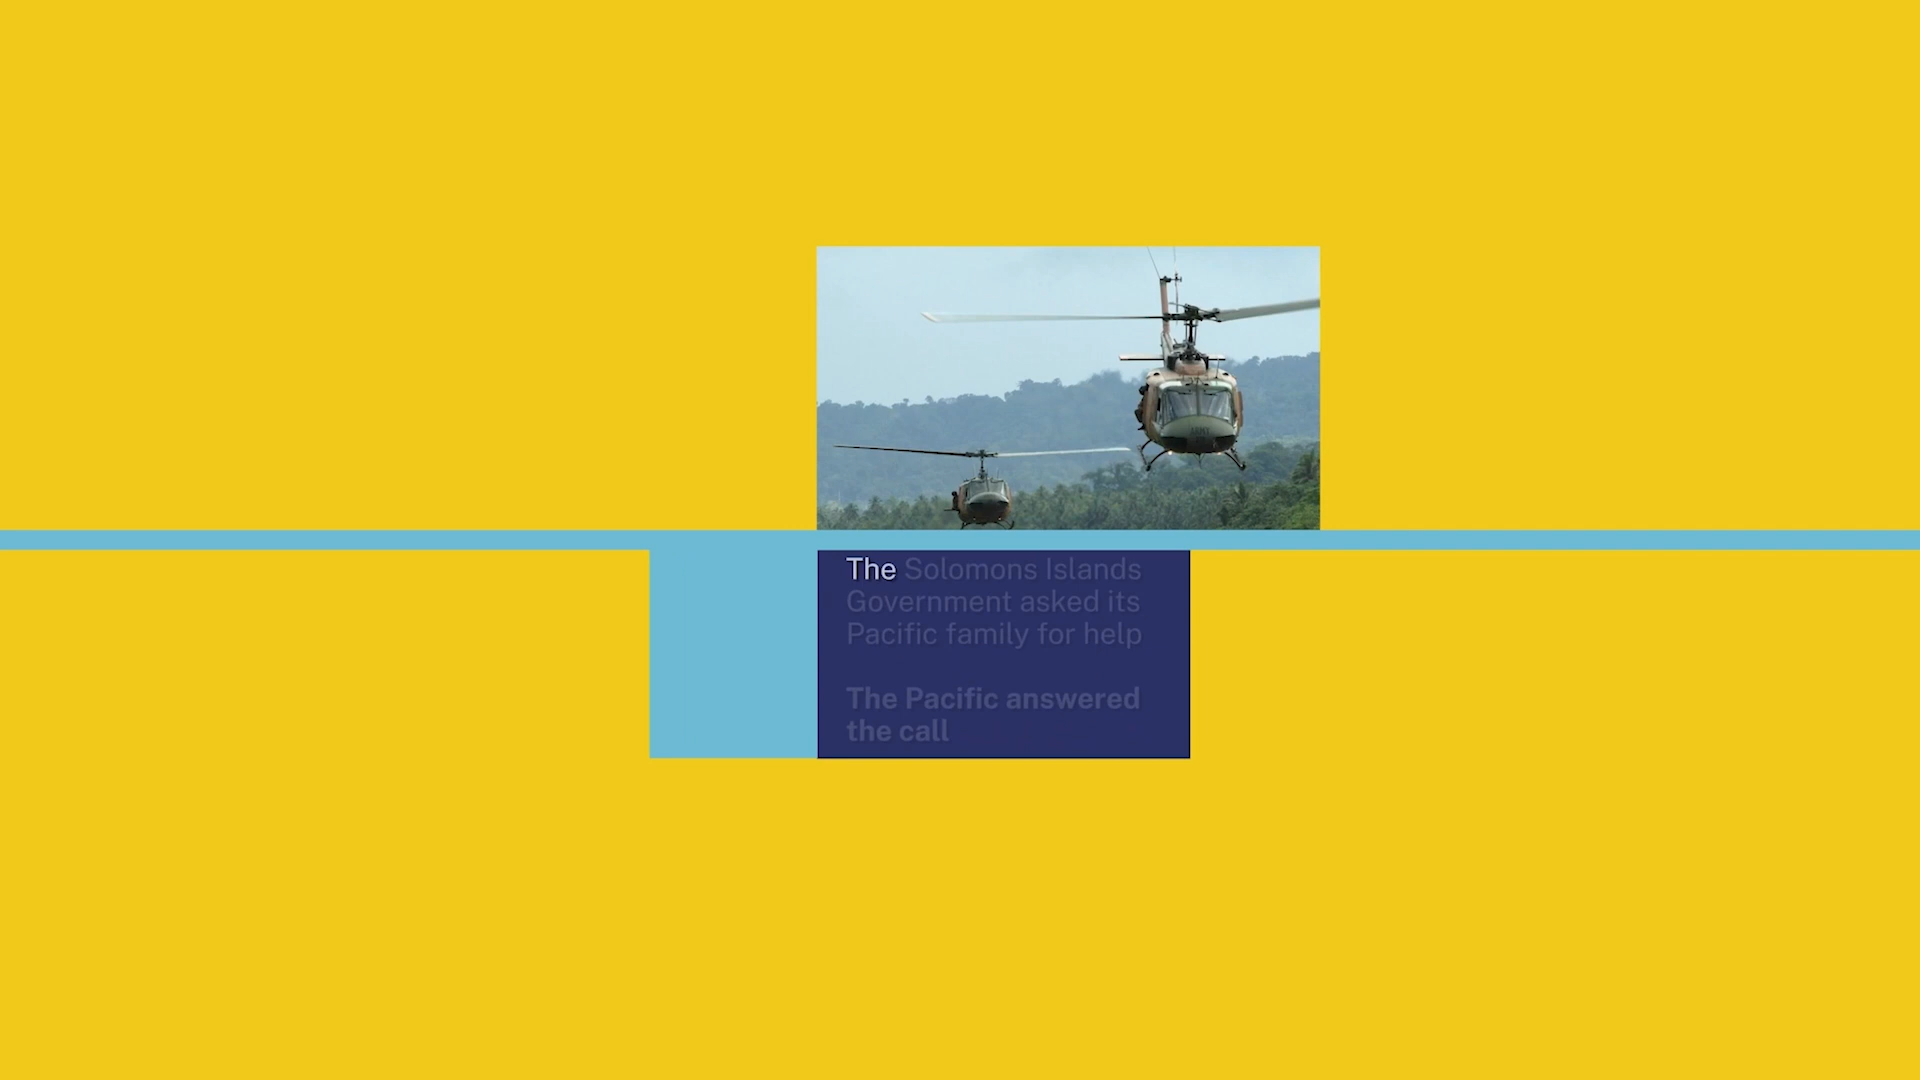 The Solomons Islands
Government asked its
Pacific family for help
The Pacific answered
the call